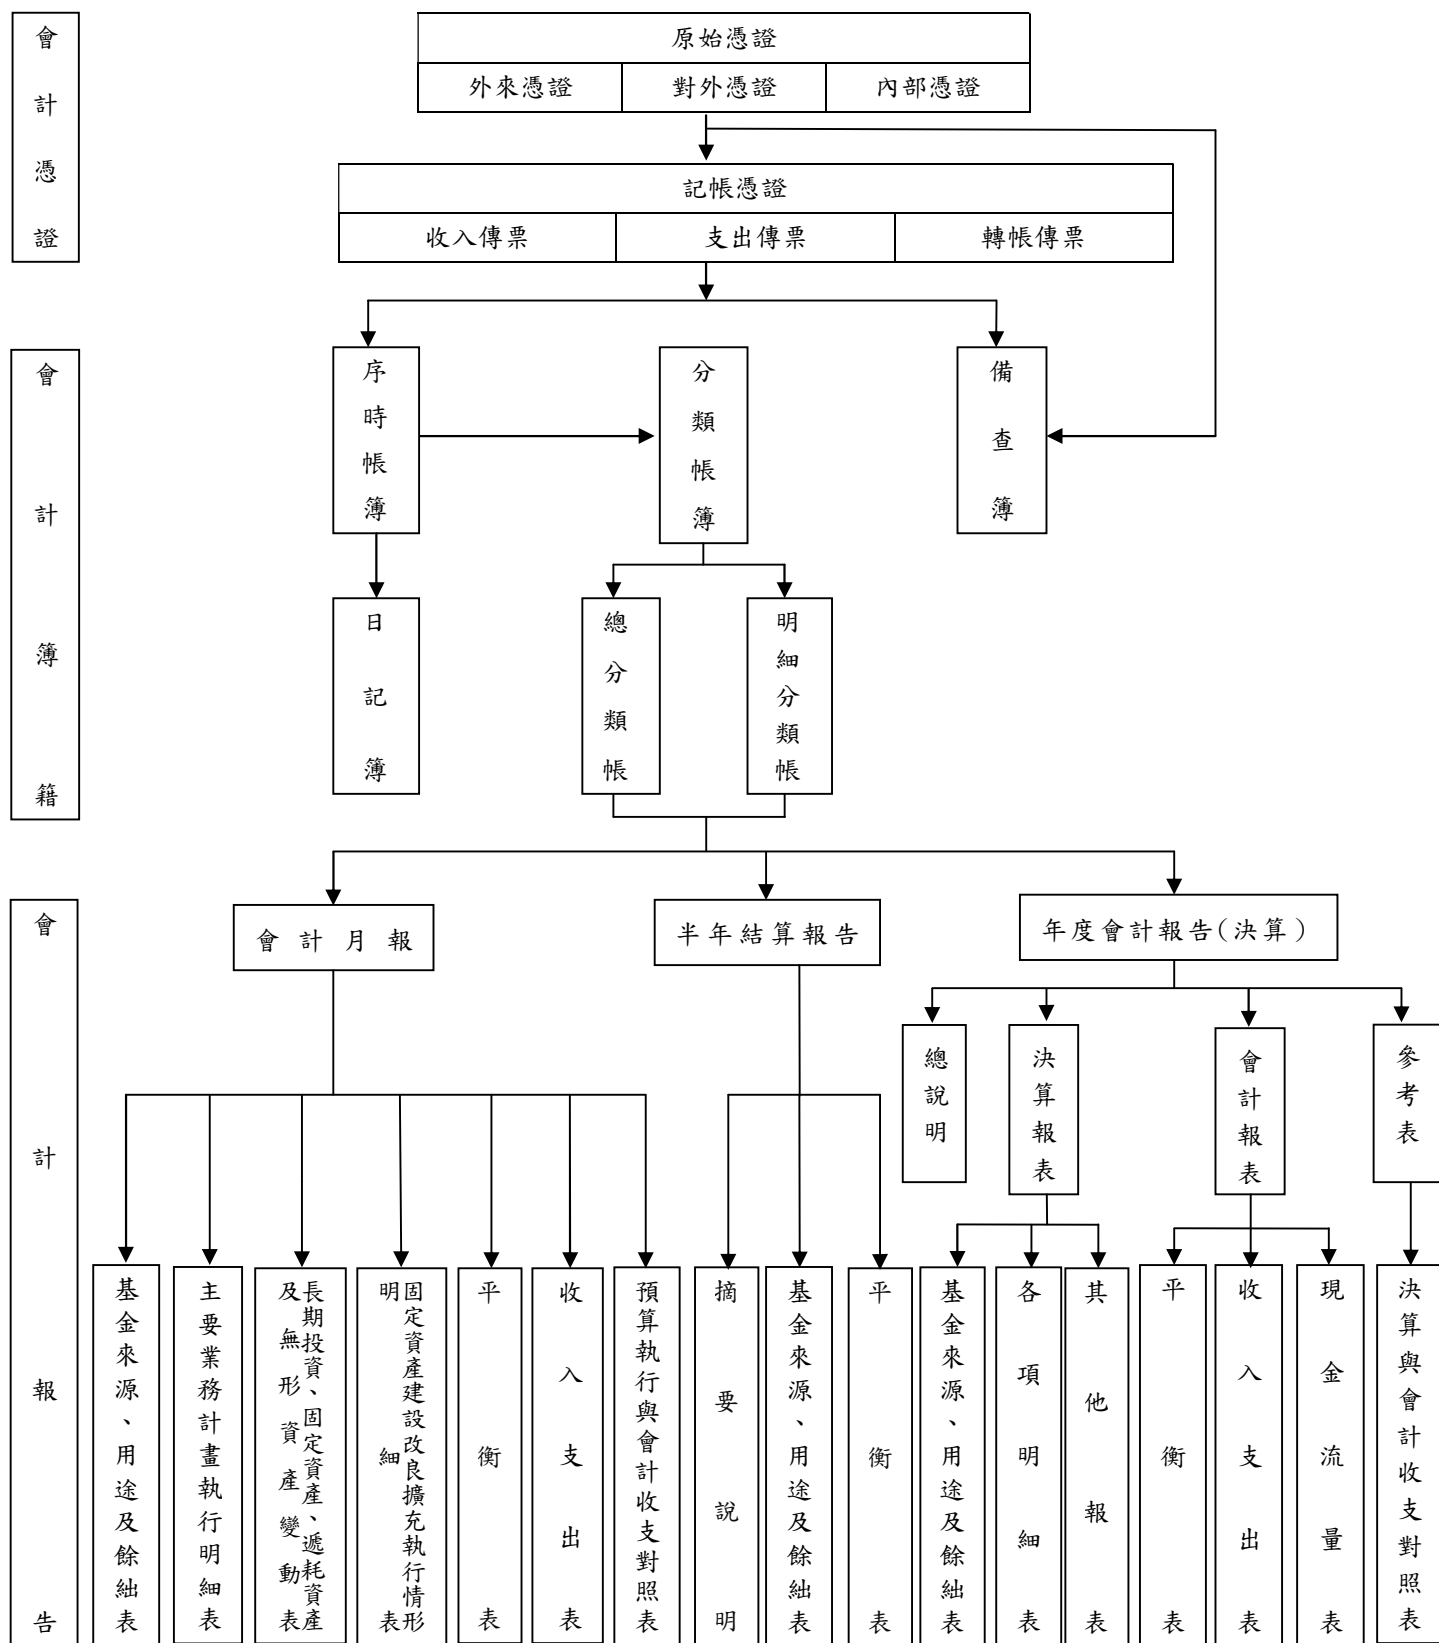 會計憑證
原始憑證
外來憑證
對外憑證
內部憑證
記帳憑證
收入傳票
支出傳票
轉帳傳票
會計簿籍
序時帳簿
分類帳簿
備查簿
日記簿
總分類帳
明細分類帳
會計報告
會計月報
半年結算報告
年度會計報告(決算)
總說明
決算報表
會計報表
參考表
基金來源、用途及餘絀表
主要業務計畫執行明細表
長期投資、固定資產、遞耗資產
及無形資產變動表
固定資產建設改良擴充執行情形
明細表
平衡表
收入支出表
預算執行與會計收支對照表
摘要說明
基金來源、用途及餘絀表
平衡表
基金來源、用途及餘絀表
各項明細表
其他報表
平衡表
收入支出表
現金流量表
決算與會計收支對照表